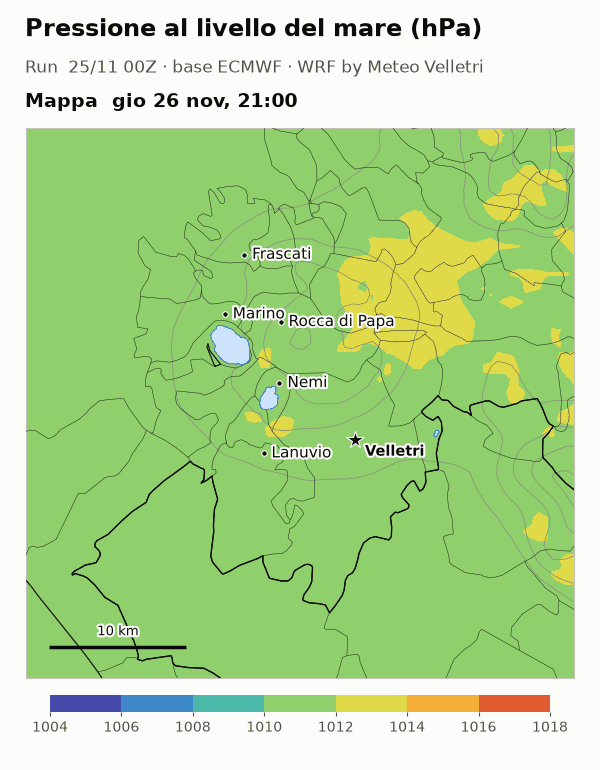 Pressione al livello del mare (hPa)
Run  25/11 00Z · base ECMWF · WRF by Meteo Velletri
Mappa  gio 26 nov, 21:00
Frascati
Marino
Rocca di Papa
Nemi
Velletri
Lanuvio
10 km
1004 1006 1008 1010 1012 1014 1016 1018